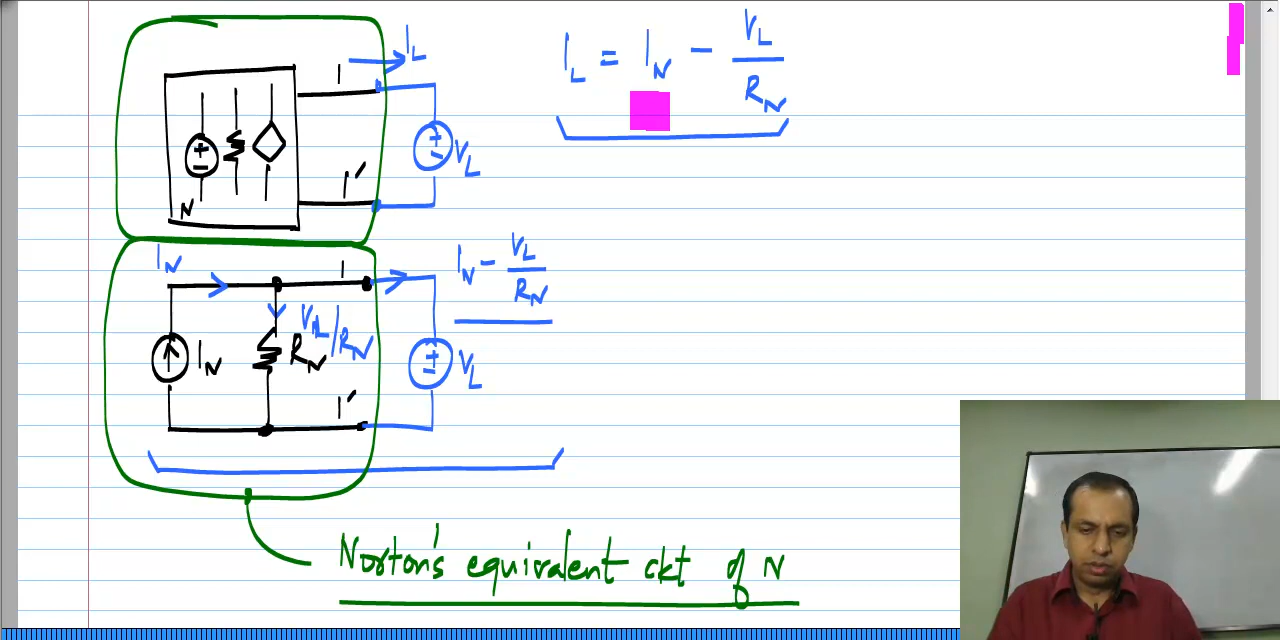 I_L
I_L = I_N − V_L / R_N
1
+
−
V_L
1′
N
I_N
1
I_N − V_L / R_N
V_L/R_N
I_N
R_N
V_L
1′
Norton's equivalent ckt of N